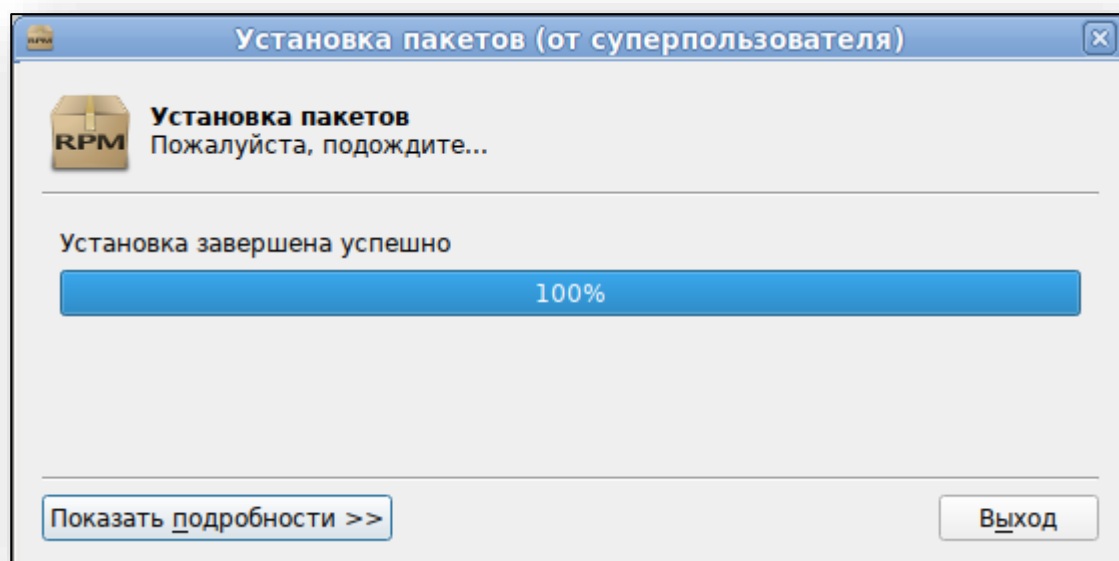 Установка пакетов (от суперпользователя)
RPM
Установка пакетов
Пожалуйста, подождите...
Установка завершена успешно
100%
Показать подробности >>
Выход